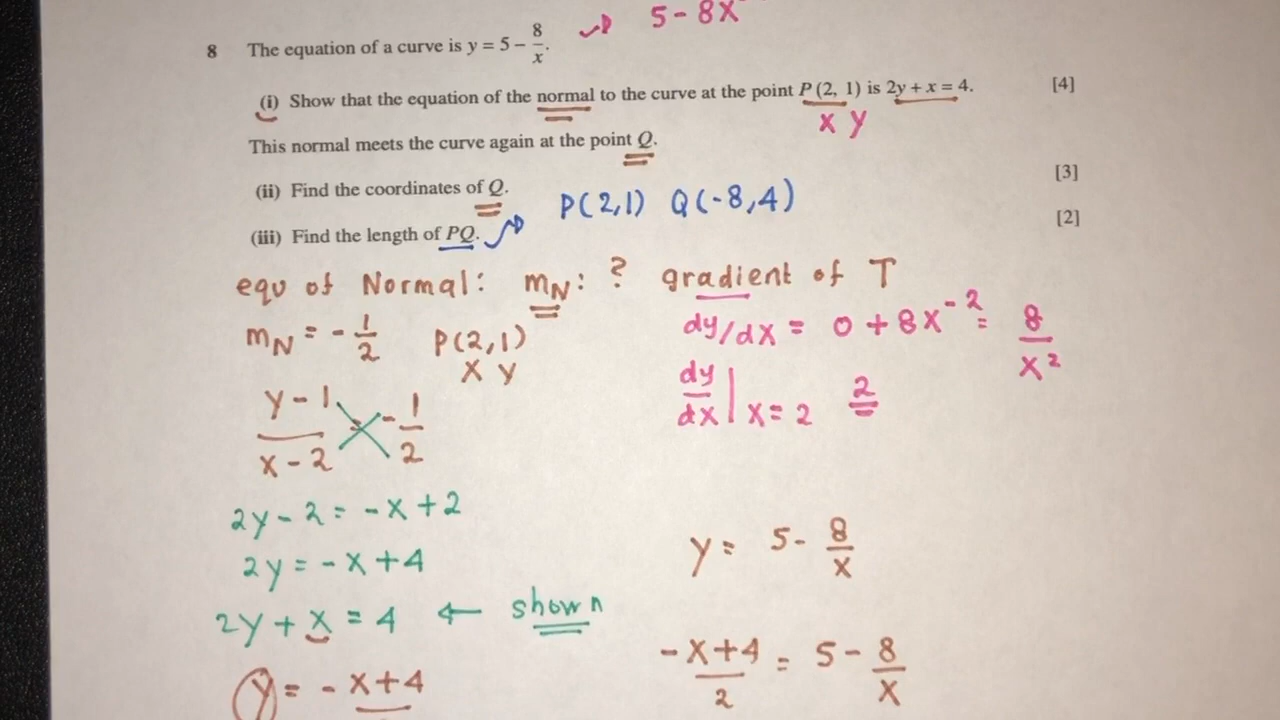 5 - 8x
8 The equation of a curve is y = 5 - 8/x.
(i) Show that the equation of the normal to the curve at the point P (2, 1) is 2y + x = 4. [4]
x y
This normal meets the curve again at the point Q.
(ii) Find the coordinates of Q. [3]
P(2,1) Q(-8,4)
(iii) Find the length of PQ. [2]
equ of Normal: mN: ? gradient of T
mN = -1/2 P(2,1)
x y
dy/dx = 0 + 8x^-2 = 8/x^2
dy/dx | x = 2 2
y - 1 / x - 2 = -1/2
2y - 2 = -x + 2
2y = -x + 4
2y + x = 4 ← shown
y = -x + 4
y = 5 - 8/x
-x + 4 / 2 = 5 - 8/x